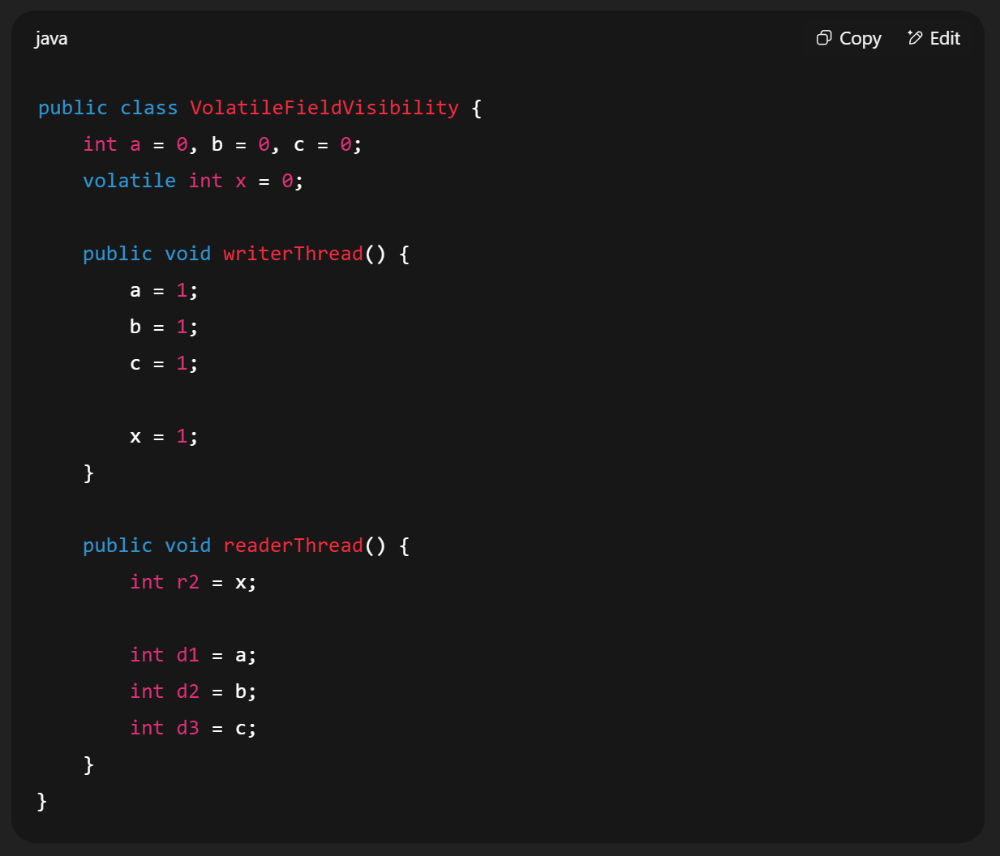 java
Copy
Edit
public class VolatileFieldVisibility {
    int a = 0, b = 0, c = 0;
    volatile int x = 0;
    public void writerThread() {
        a = 1;
        b = 1;
        c = 1;
        x = 1;
    }
    public void readerThread() {
        int r2 = x;
        int d1 = a;
        int d2 = b;
        int d3 = c;
    }
}